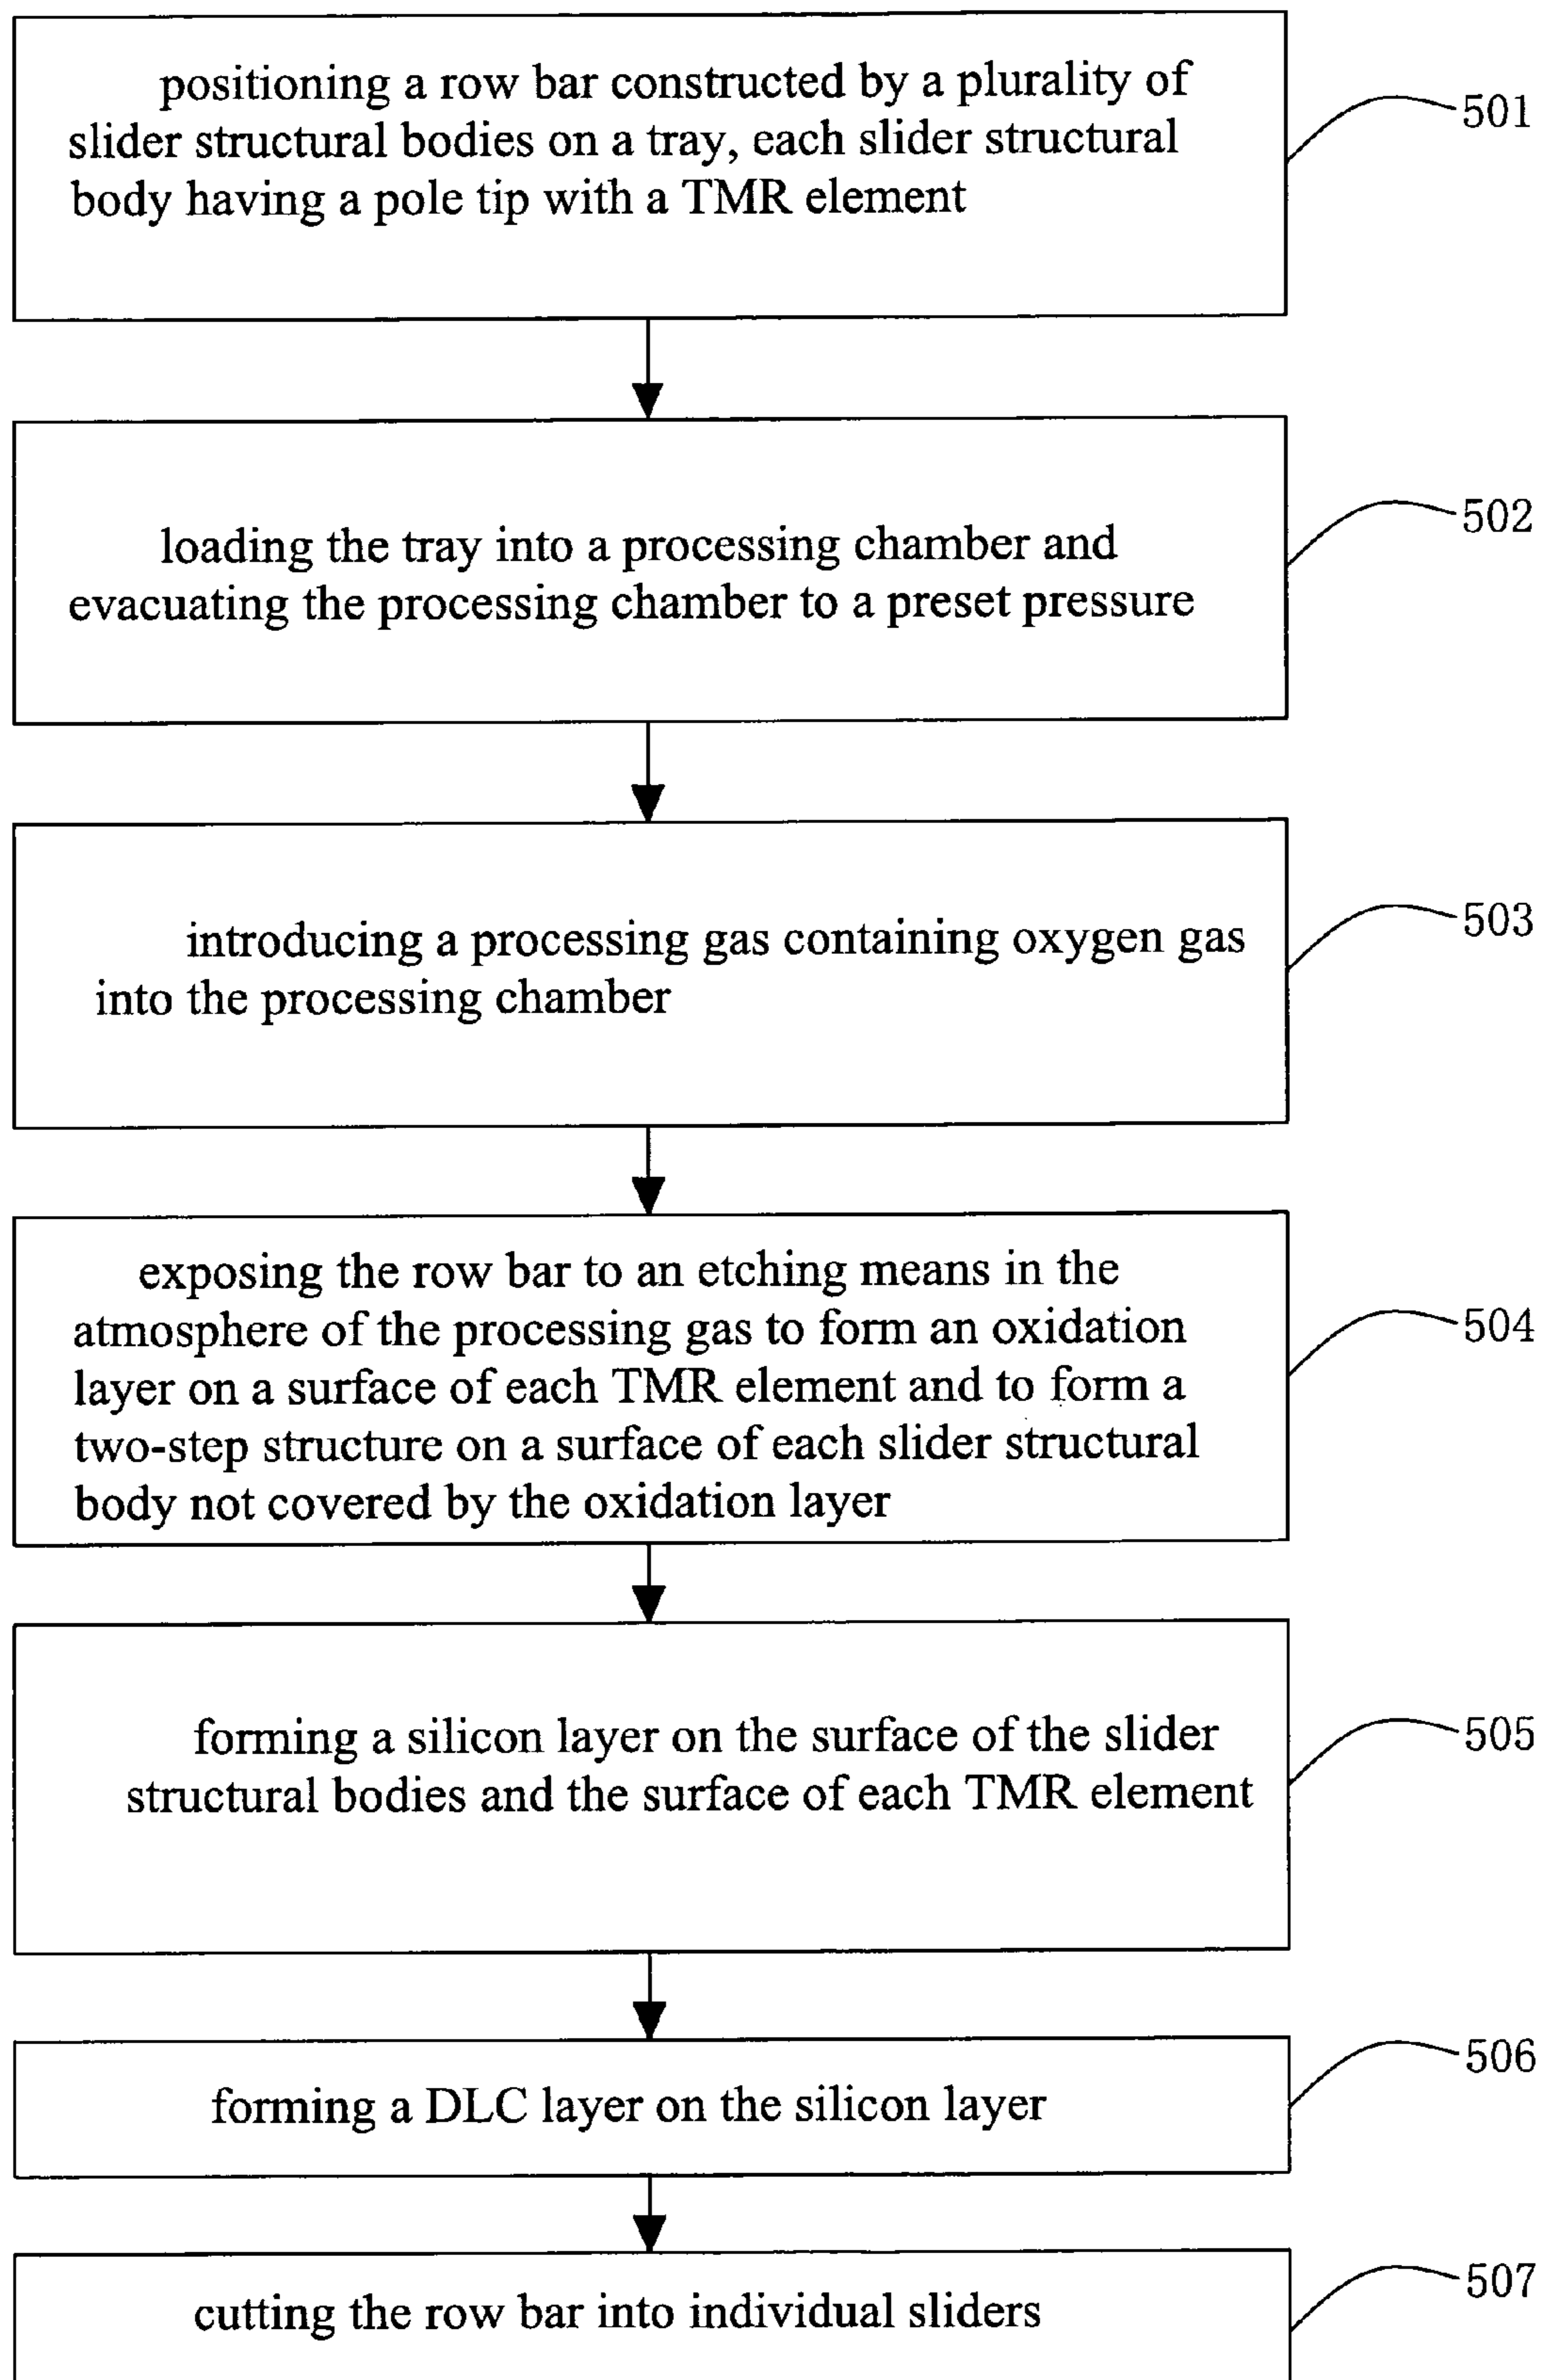 positioning a row bar constructed by a plurality of
slider structural bodies on a tray, each slider structural
body having a pole tip with a TMR element
501
loading the tray into a processing chamber and
evacuating the processing chamber to a preset pressure
502
introducing a processing gas containing oxygen gas
into the processing chamber
503
exposing the row bar to an etching means in the
atmosphere of the processing gas to form an oxidation
layer on a surface of each TMR element and to form a
two-step structure on a surface of each slider structural
body not covered by the oxidation layer
504
forming a silicon layer on the surface of the slider
structural bodies and the surface of each TMR element
505
forming a DLC layer on the silicon layer
506
cutting the row bar into individual sliders
507